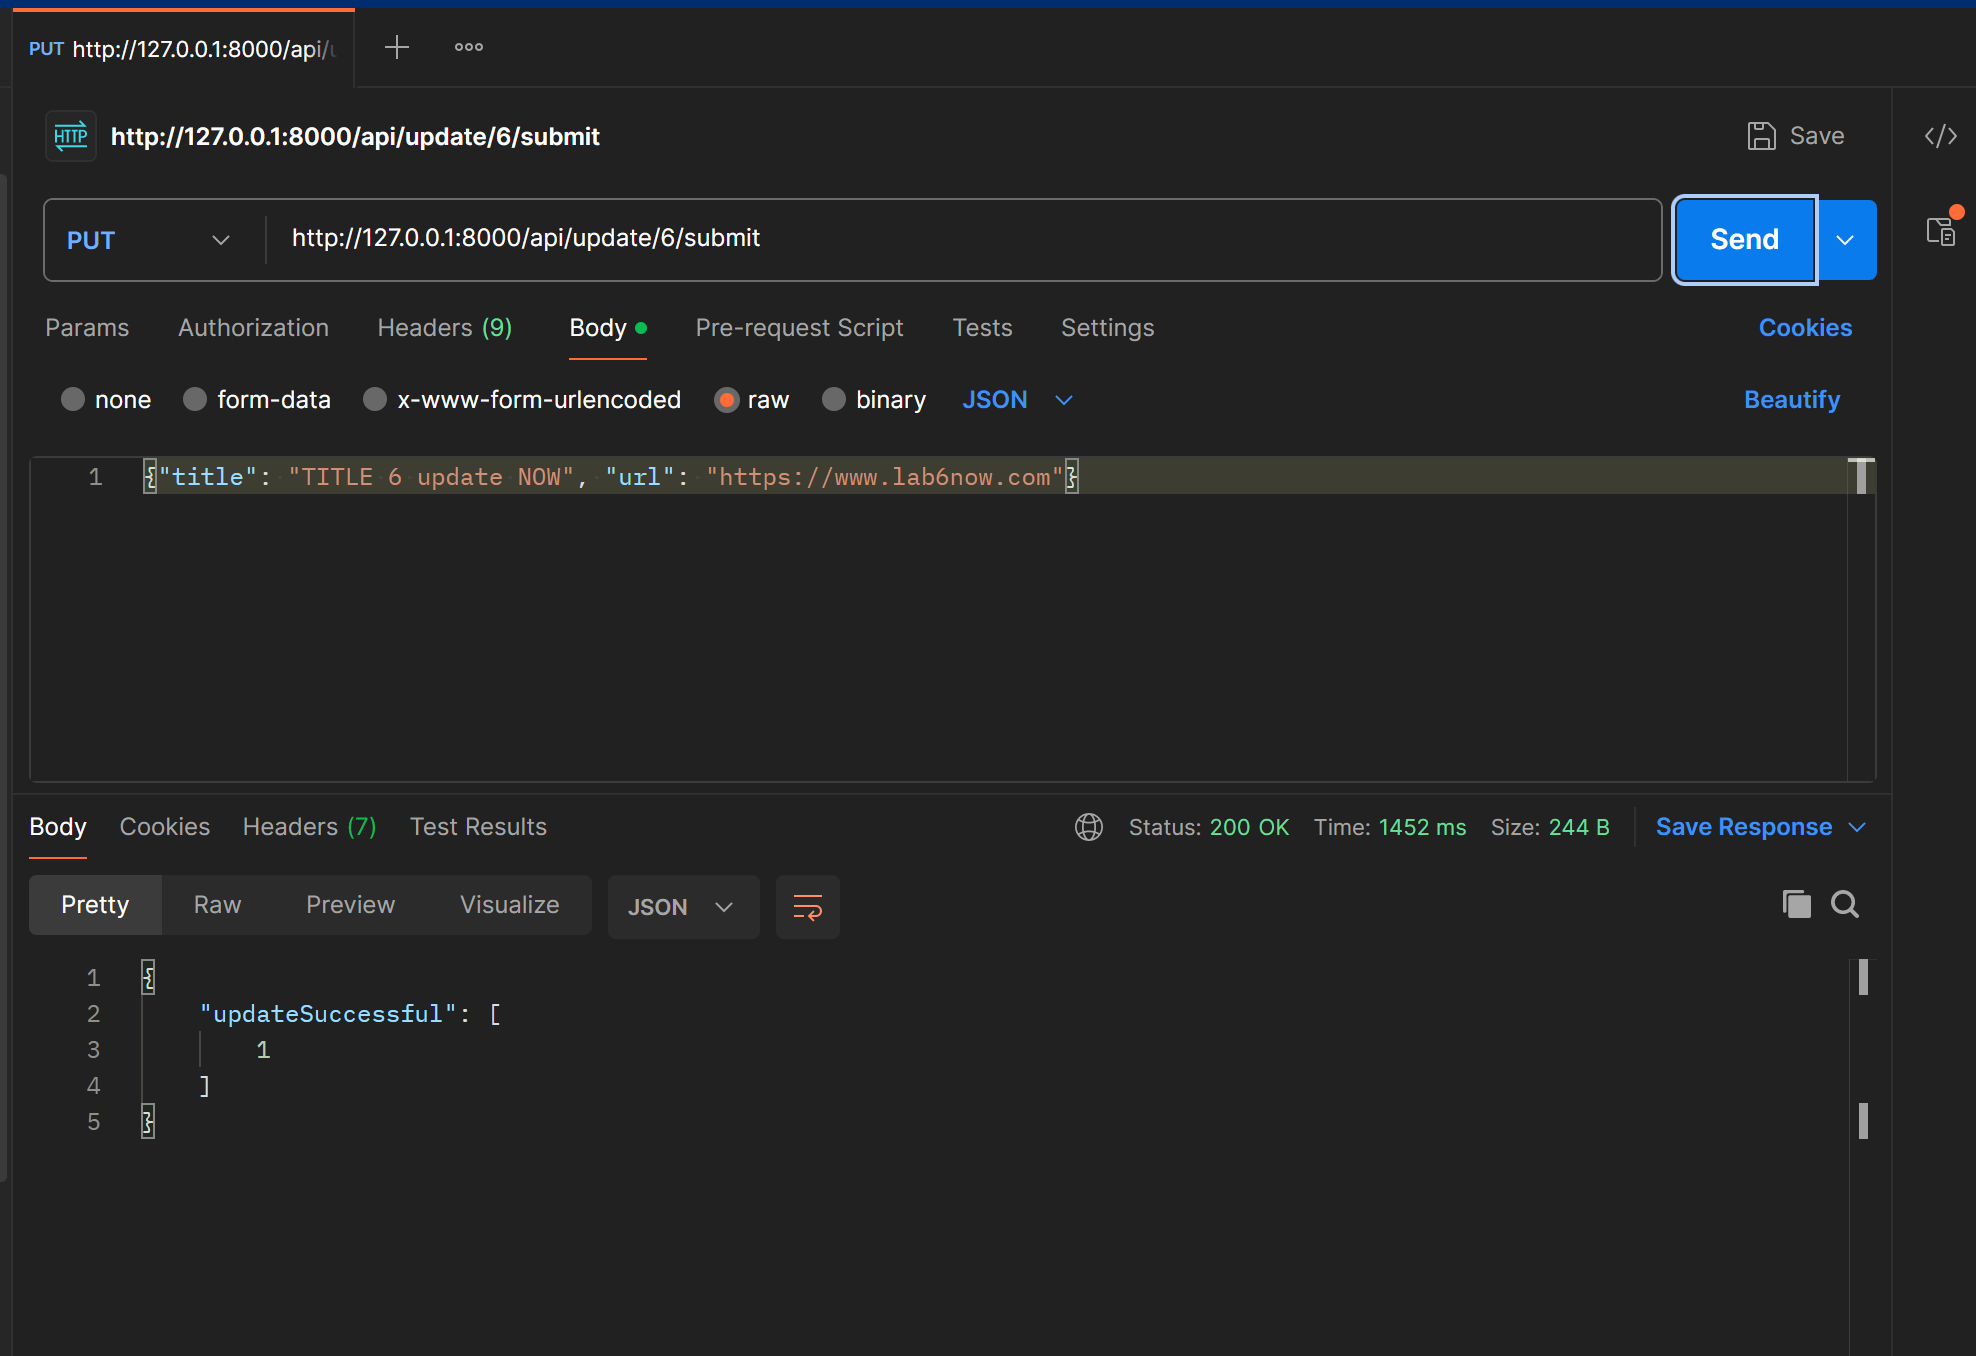 PUT http://127.0.0.1:8000/api/u
HTTP http://127.0.0.1:8000/api/update/6/submit Save </>
PUT http://127.0.0.1:8000/api/update/6/submit Send
Params Authorization Headers (9) Body Pre-request Script Tests Settings Cookies
none form-data x-www-form-urlencoded raw binary JSON Beautify
1 {"title": "TITLE 6 update NOW", "url": "https://www.lab6now.com"}
Body Cookies Headers (7) Test Results Status: 200 OK Time: 1452 ms Size: 244 B Save Response
Pretty Raw Preview Visualize JSON
1 {
2 "updateSuccessful": [
3 1
4 ]
5 }